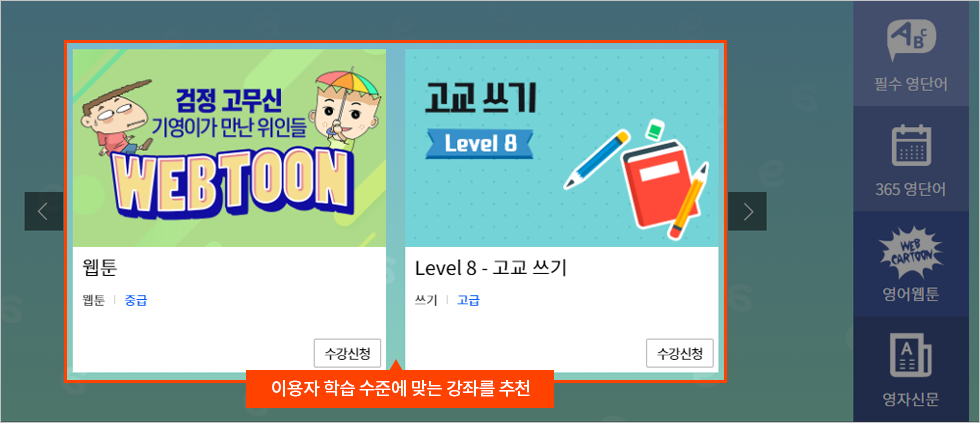 검정 고무신
기영이가 만난 위인들
WEBTOON
웹툰
웹툰 | 중급
수강신청
고교 쓰기
Level 8
Level 8 - 고교 쓰기
쓰기 | 고급
수강신청
이용자 학습 수준에 맞는 강좌를 추천
ABC
필수 영단어
365 영단어
WEB
CARTOON
영어웹툰
A
영자신문